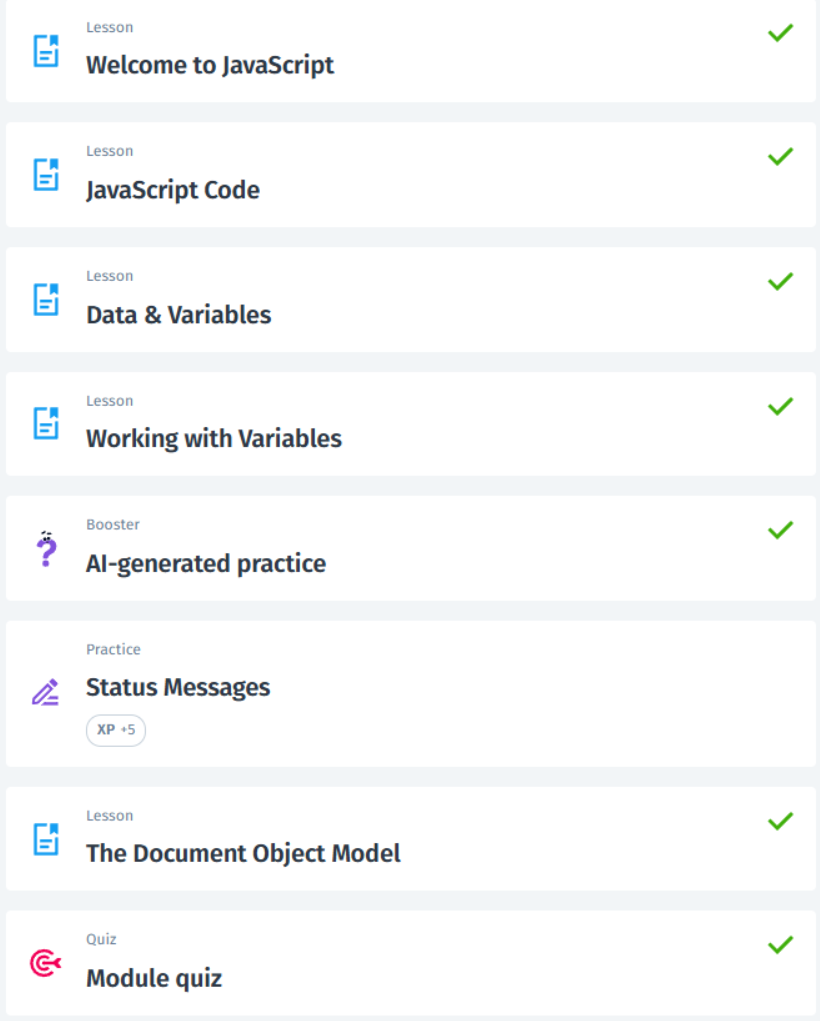 Lesson
Welcome to JavaScript
Lesson
JavaScript Code
Lesson
Data & Variables
Lesson
Working with Variables
Booster
AI-generated practice
Practice
Status Messages
XP +5
Lesson
The Document Object Model
Quiz
Module quiz